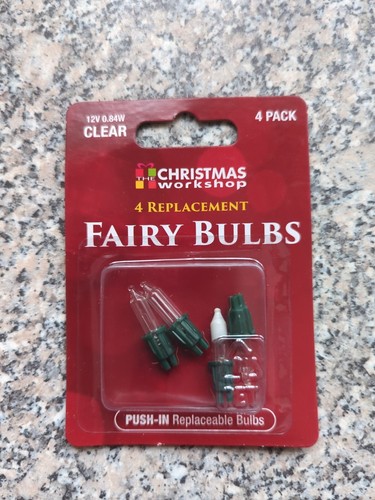 12V 0.84W
CLEAR
4 PACK
THE CHRISTMAS
workshop
4 REPLACEMENT
FAIRY BULBS
PUSH-IN Replaceable Bulbs